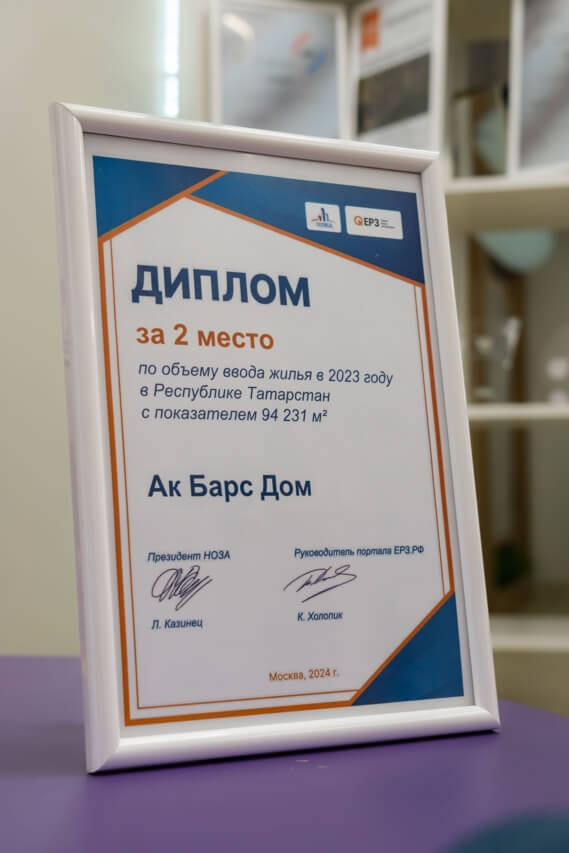 ЕРЗ
ДИПЛОМ
за 2 место
по объему ввода жилья в 2023 году
в Республике Татарстан
с показателем 94 231 м²
Ак Барс Дом
Президент НОЗА
Руководитель портала ЕРЗ.РФ
Л. Казинец
К. Холопик
Москва, 2024 г.